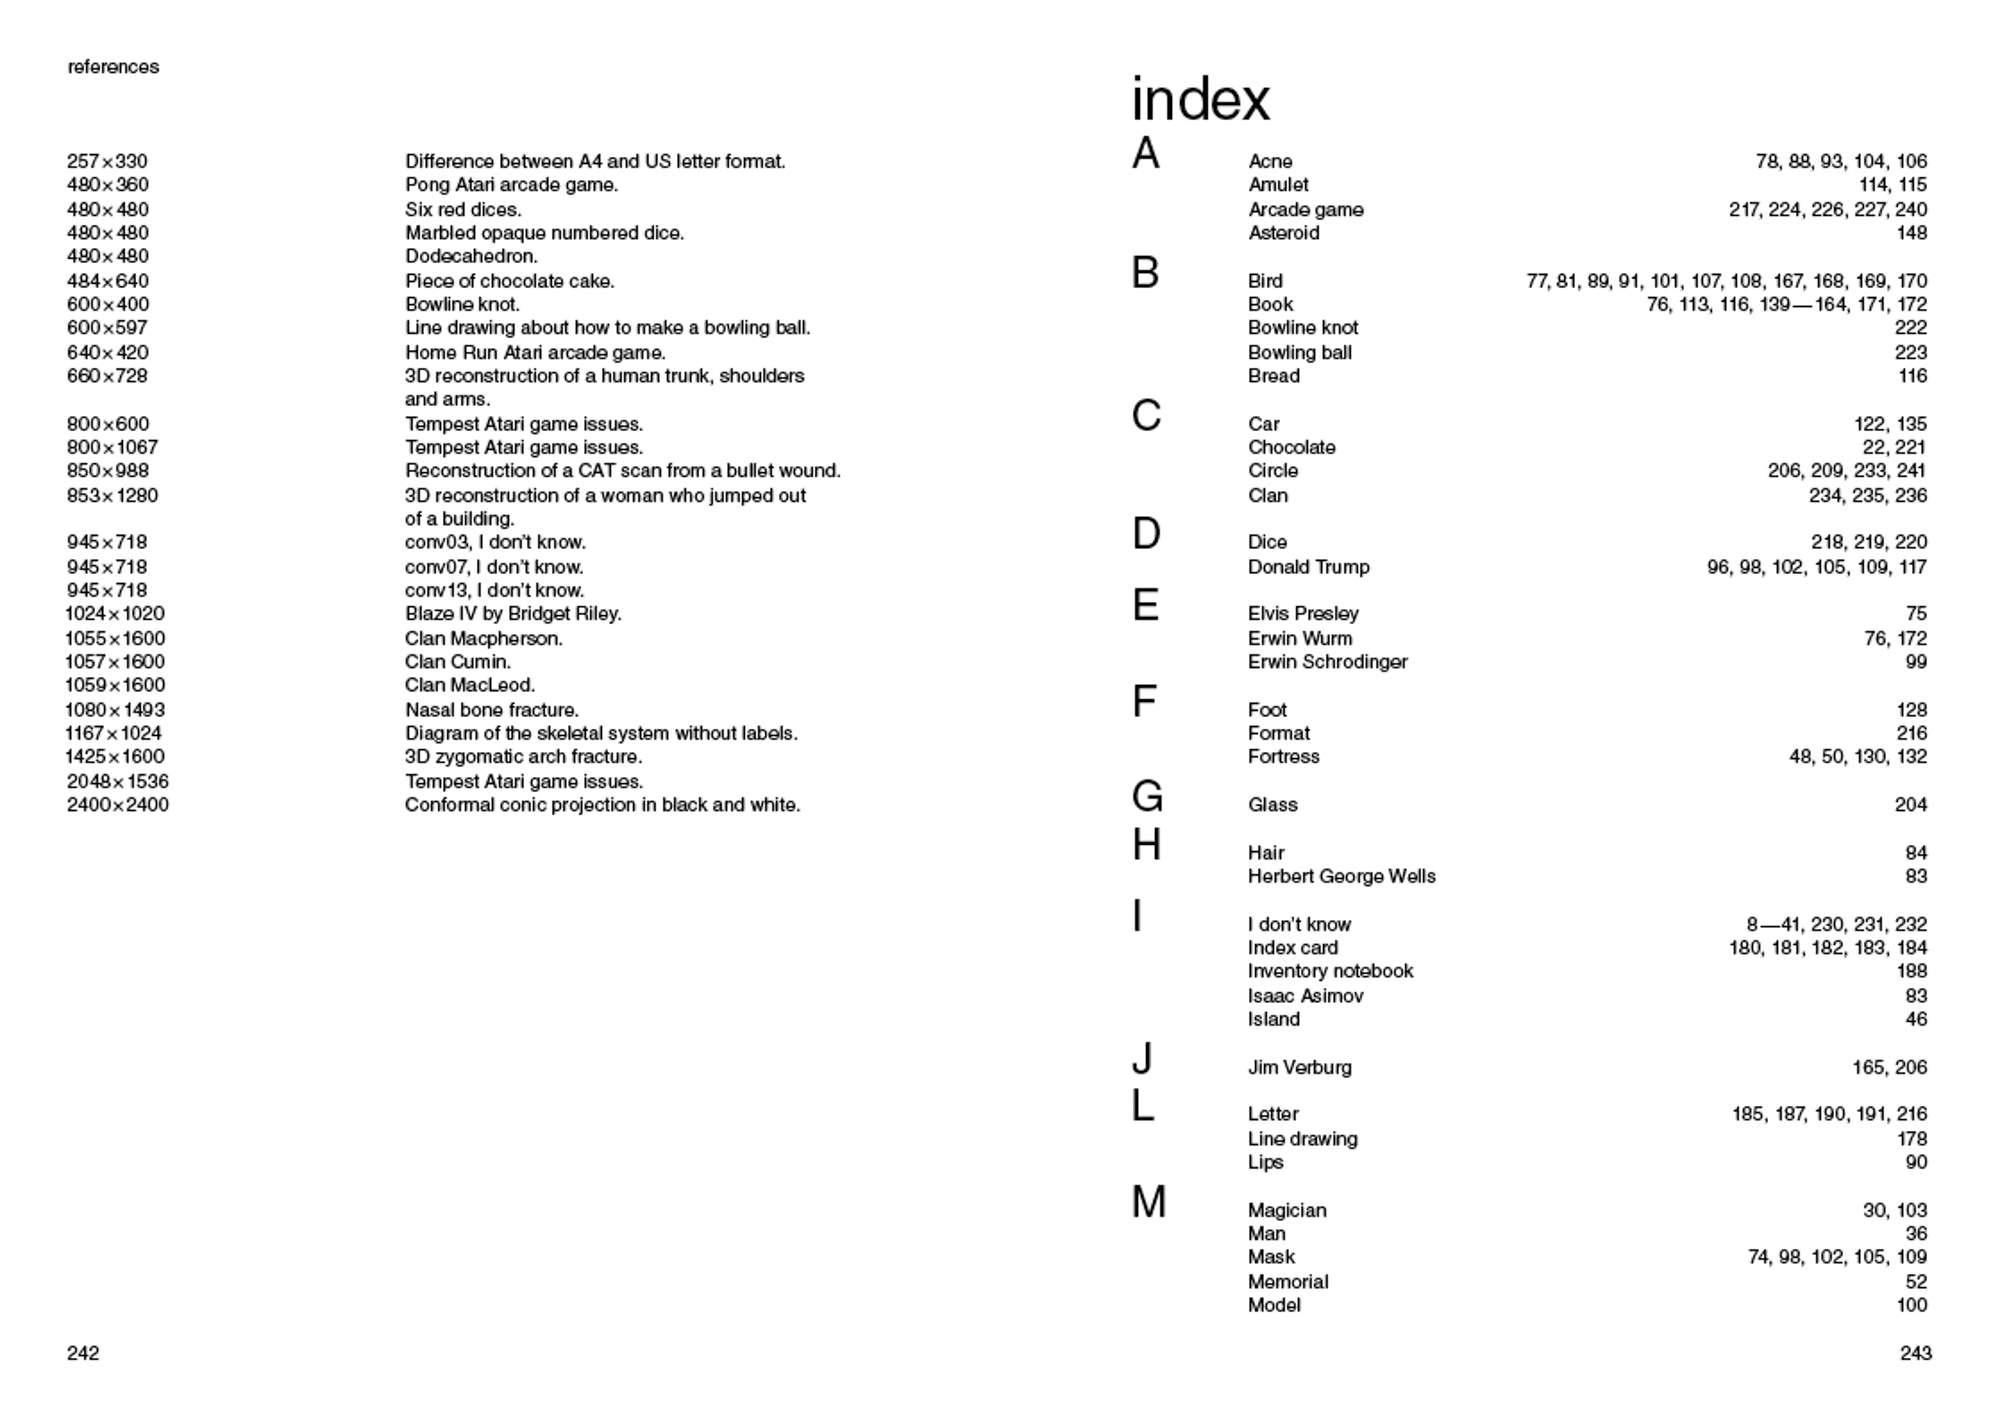 references
257×330 Difference between A4 and US letter format.
480×360 Pong Atari arcade game.
480×480 Six red dices.
480×480 Marbled opaque numbered dice.
480×480 Dodecahedron.
484×640 Piece of chocolate cake.
600×400 Bowline knot.
600×597 Line drawing about how to make a bowling ball.
640×420 Home Run Atari arcade game.
660×728 3D reconstruction of a human trunk, shoulders
and arms.
800×600 Tempest Atari game issues.
800×1067 Tempest Atari game issues.
850×988 Reconstruction of a CAT scan from a bullet wound.
853×1280 3D reconstruction of a woman who jumped out
of a building.
945×718 conv03, I don't know.
945×718 conv07, I don't know.
945×718 conv13, I don't know.
1024×1020 Blaze IV by Bridget Riley.
1055×1600 Clan Macpherson.
1057×1600 Clan Cumin.
1059×1600 Clan MacLeod.
1080×1493 Nasal bone fracture.
1167×1024 Diagram of the skeletal system without labels.
1425×1600 3D zygomatic arch fracture.
2048×1536 Tempest Atari game issues.
2400×2400 Conformal conic projection in black and white.
242
index
A Acne 78, 88, 93, 104, 106
Amulet 114, 115
Arcade game 217, 224, 226, 227, 240
Asteroid 148
B Bird 77, 81, 89, 91, 101, 107, 108, 167, 168, 169, 170
Book 76, 113, 116, 139—164, 171, 172
Bowline knot 222
Bowling ball 223
Bread 116
C Car 122, 135
Chocolate 22, 221
Circle 206, 209, 233, 241
Clan 234, 235, 236
D Dice 218, 219, 220
Donald Trump 96, 98, 102, 105, 109, 117
E Elvis Presley 75
Erwin Wurm 76, 172
Erwin Schrodinger 99
F Foot 128
Format 216
Fortress 48, 50, 130, 132
G Glass 204
H Hair 84
Herbert George Wells 83
I I don't know 8—41, 230, 231, 232
Index card 180, 181, 182, 183, 184
Inventory notebook 188
Isaac Asimov 83
Island 46
J Jim Verburg 165, 206
L Letter 185, 187, 190, 191, 216
Line drawing 178
Lips 90
M Magician 30, 103
Man 36
Mask 74, 98, 102, 105, 109
Memorial 52
Model 100
243